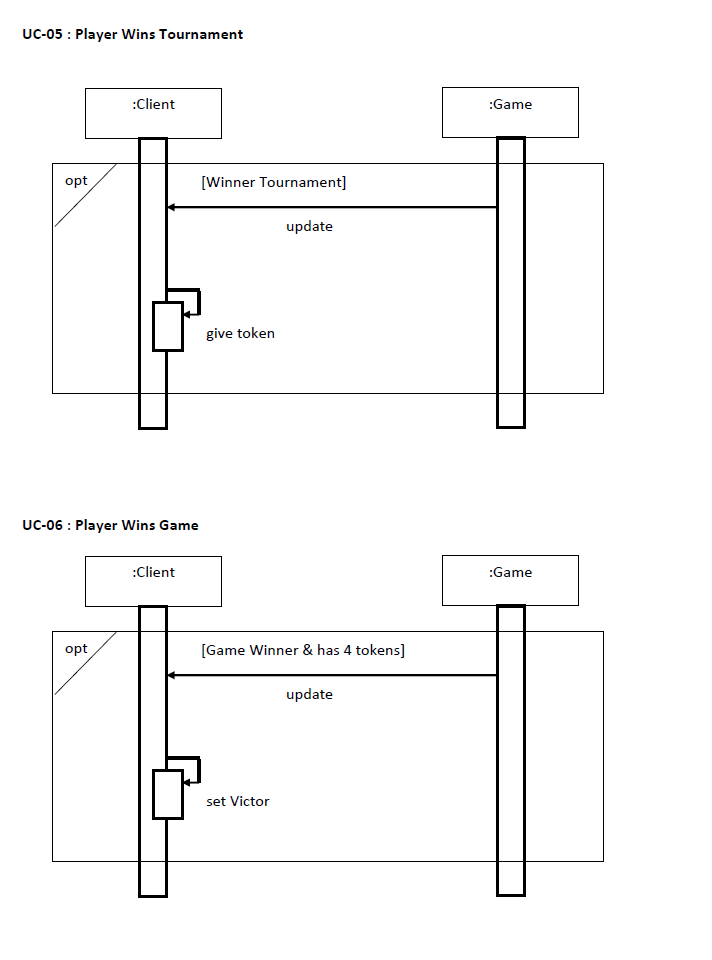 UC-05 : Player Wins Tournament
:Client
:Game
opt
[Winner Tournament]
update
give token
UC-06 : Player Wins Game
:Client
:Game
opt
[Game Winner & has 4 tokens]
update
set Victor